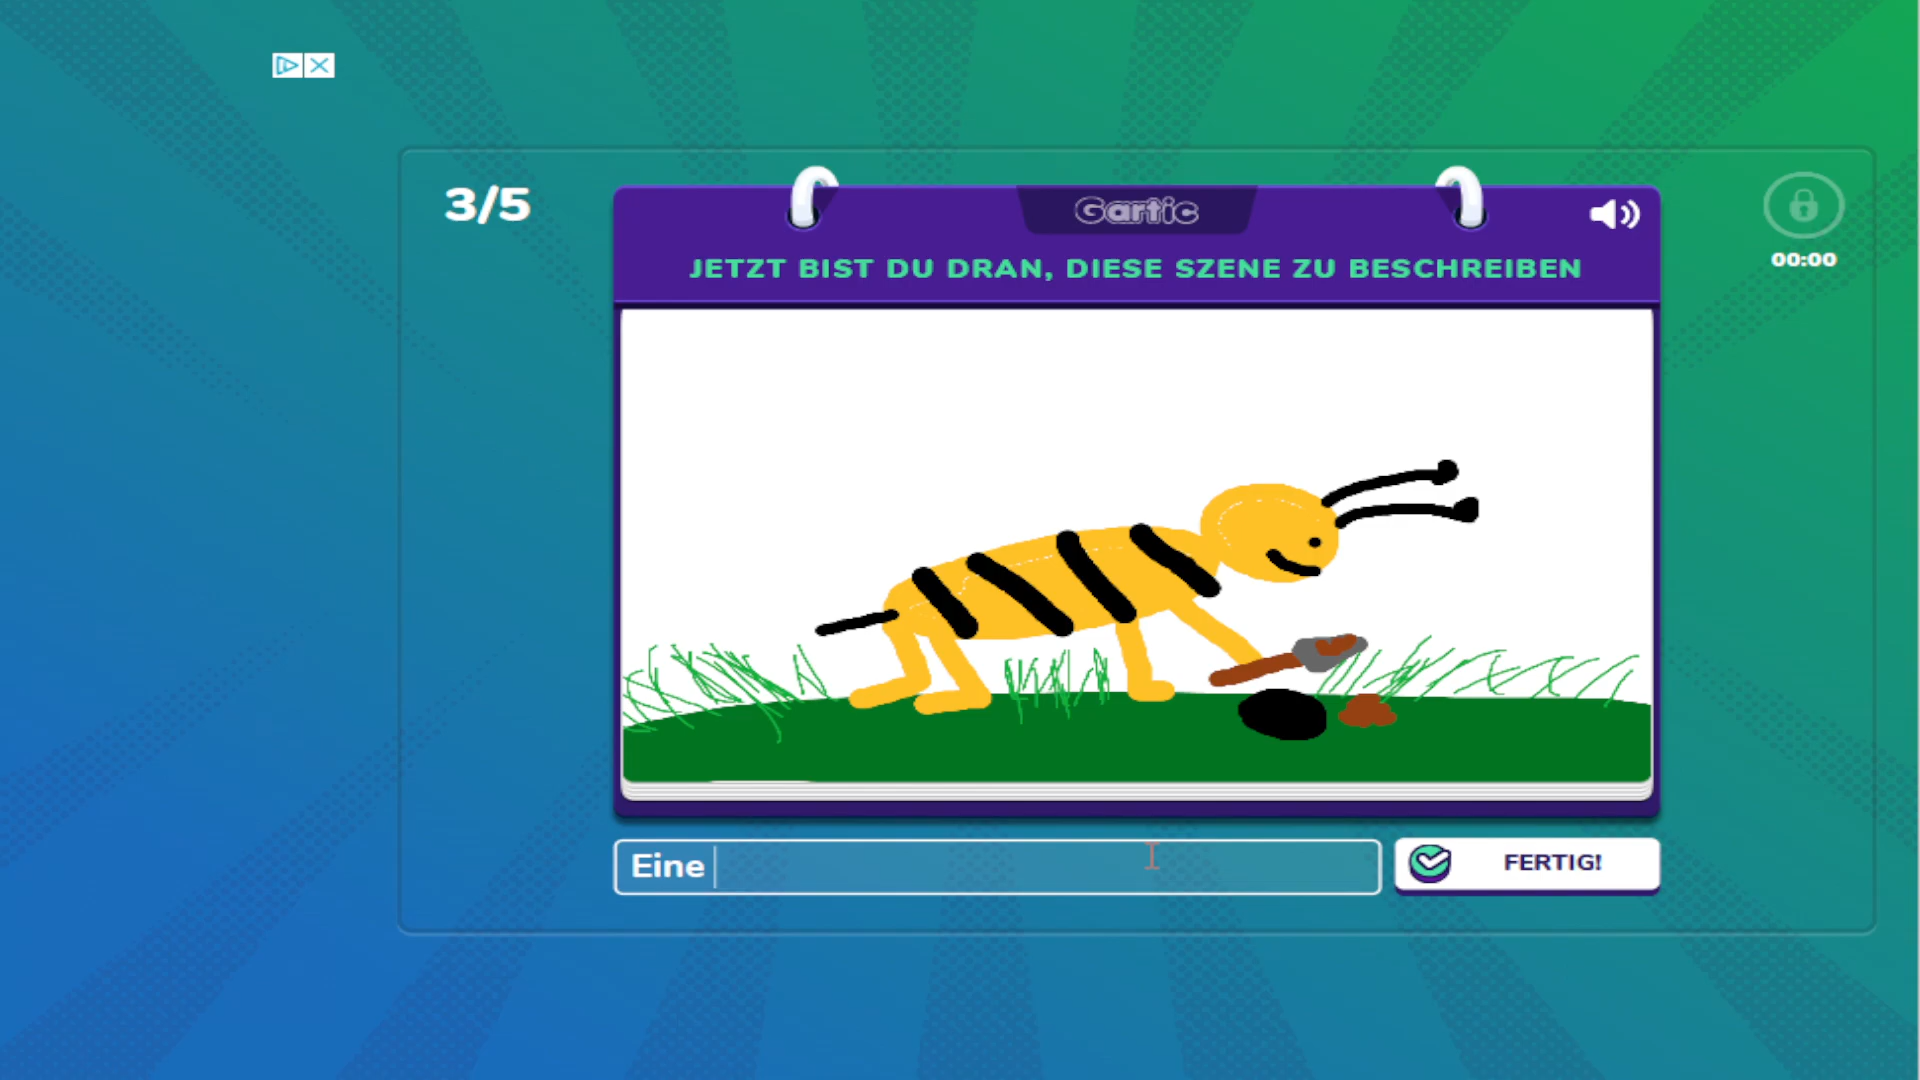 3/5
Gartic
JETZT BIST DU DRAN, DIESE SZENE ZU BESCHREIBEN
00:00
Eine
FERTIG!